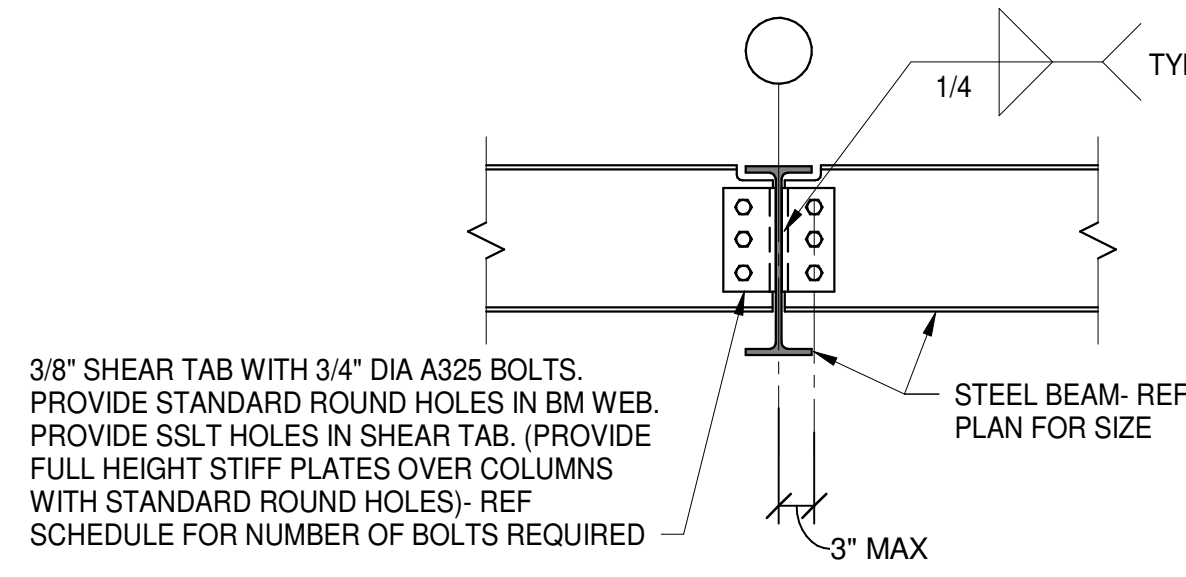 1/4
TYP
3/8" SHEAR TAB WITH 3/4" DIA A325 BOLTS.
PROVIDE STANDARD ROUND HOLES IN BM WEB.
PROVIDE SSLT HOLES IN SHEAR TAB. (PROVIDE
FULL HEIGHT STIFF PLATES OVER COLUMNS
WITH STANDARD ROUND HOLES)- REF
SCHEDULE FOR NUMBER OF BOLTS REQUIRED
STEEL BEAM- REF
PLAN FOR SIZE
3" MAX